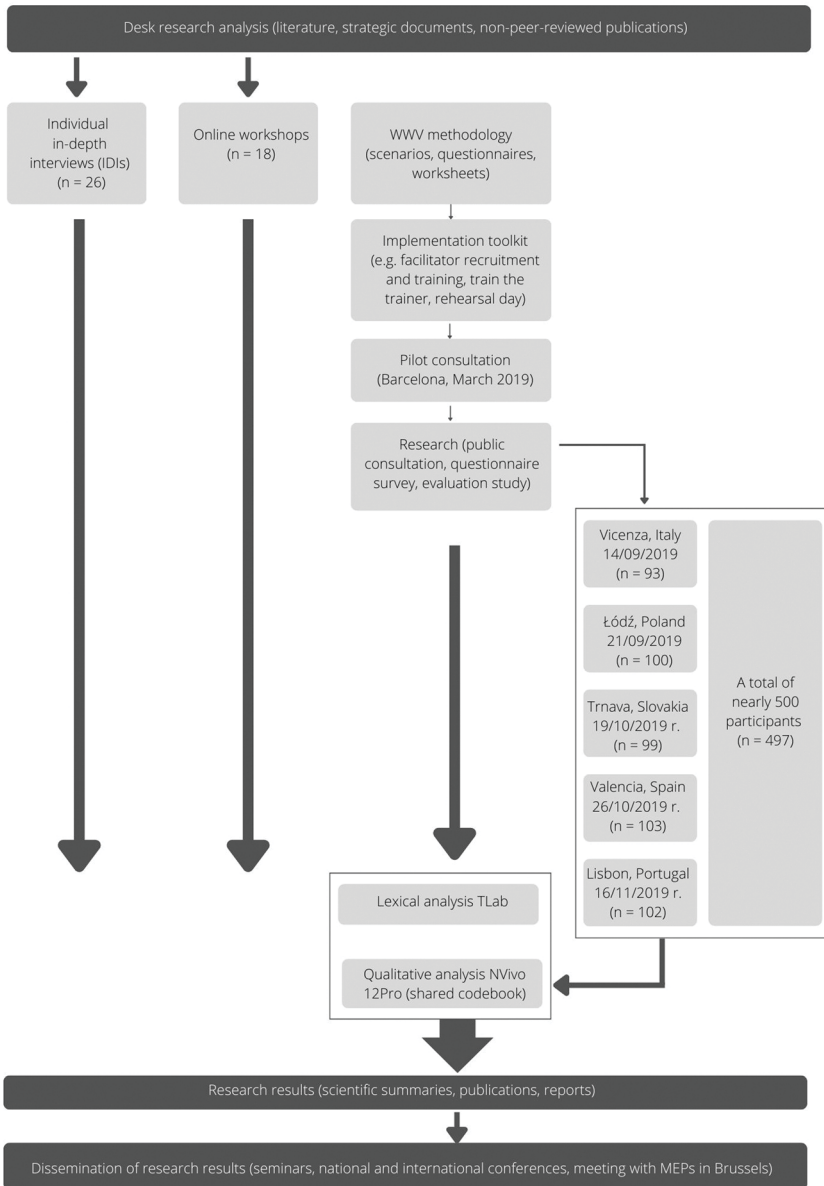 Desk research analysis (literature, strategic documents, non-peer-reviewed publications)
Individual
in-depth
interviews (IDIs)
(n = 26)
Online workshops
(n = 18)
WWV methodology
(scenarios, questionnaires,
worksheets)
Implementation toolkit
(e.g. facilitator recruitment
and training, train the
trainer, rehearsal day)
Pilot consultation
(Barcelona, March 2019)
Research (public
consultation, questionnaire
survey, evaluation study)
Vicenza, Italy
14/09/2019
(n = 93)
Łódź, Poland
21/09/2019
(n = 100)
Trnava, Slovakia
19/10/2019 r.
(n = 99)
Valencia, Spain
26/10/2019 r.
(n = 103)
Lisbon, Portugal
16/11/2019 r.
(n = 102)
A total of
nearly 500
participants
(n = 497)
Lexical analysis TLab
Qualitative analysis NVivo
12Pro (shared codebook)
Research results (scientific summaries, publications, reports)
Dissemination of research results (seminars, national and international conferences, meeting with MEPs in Brussels)